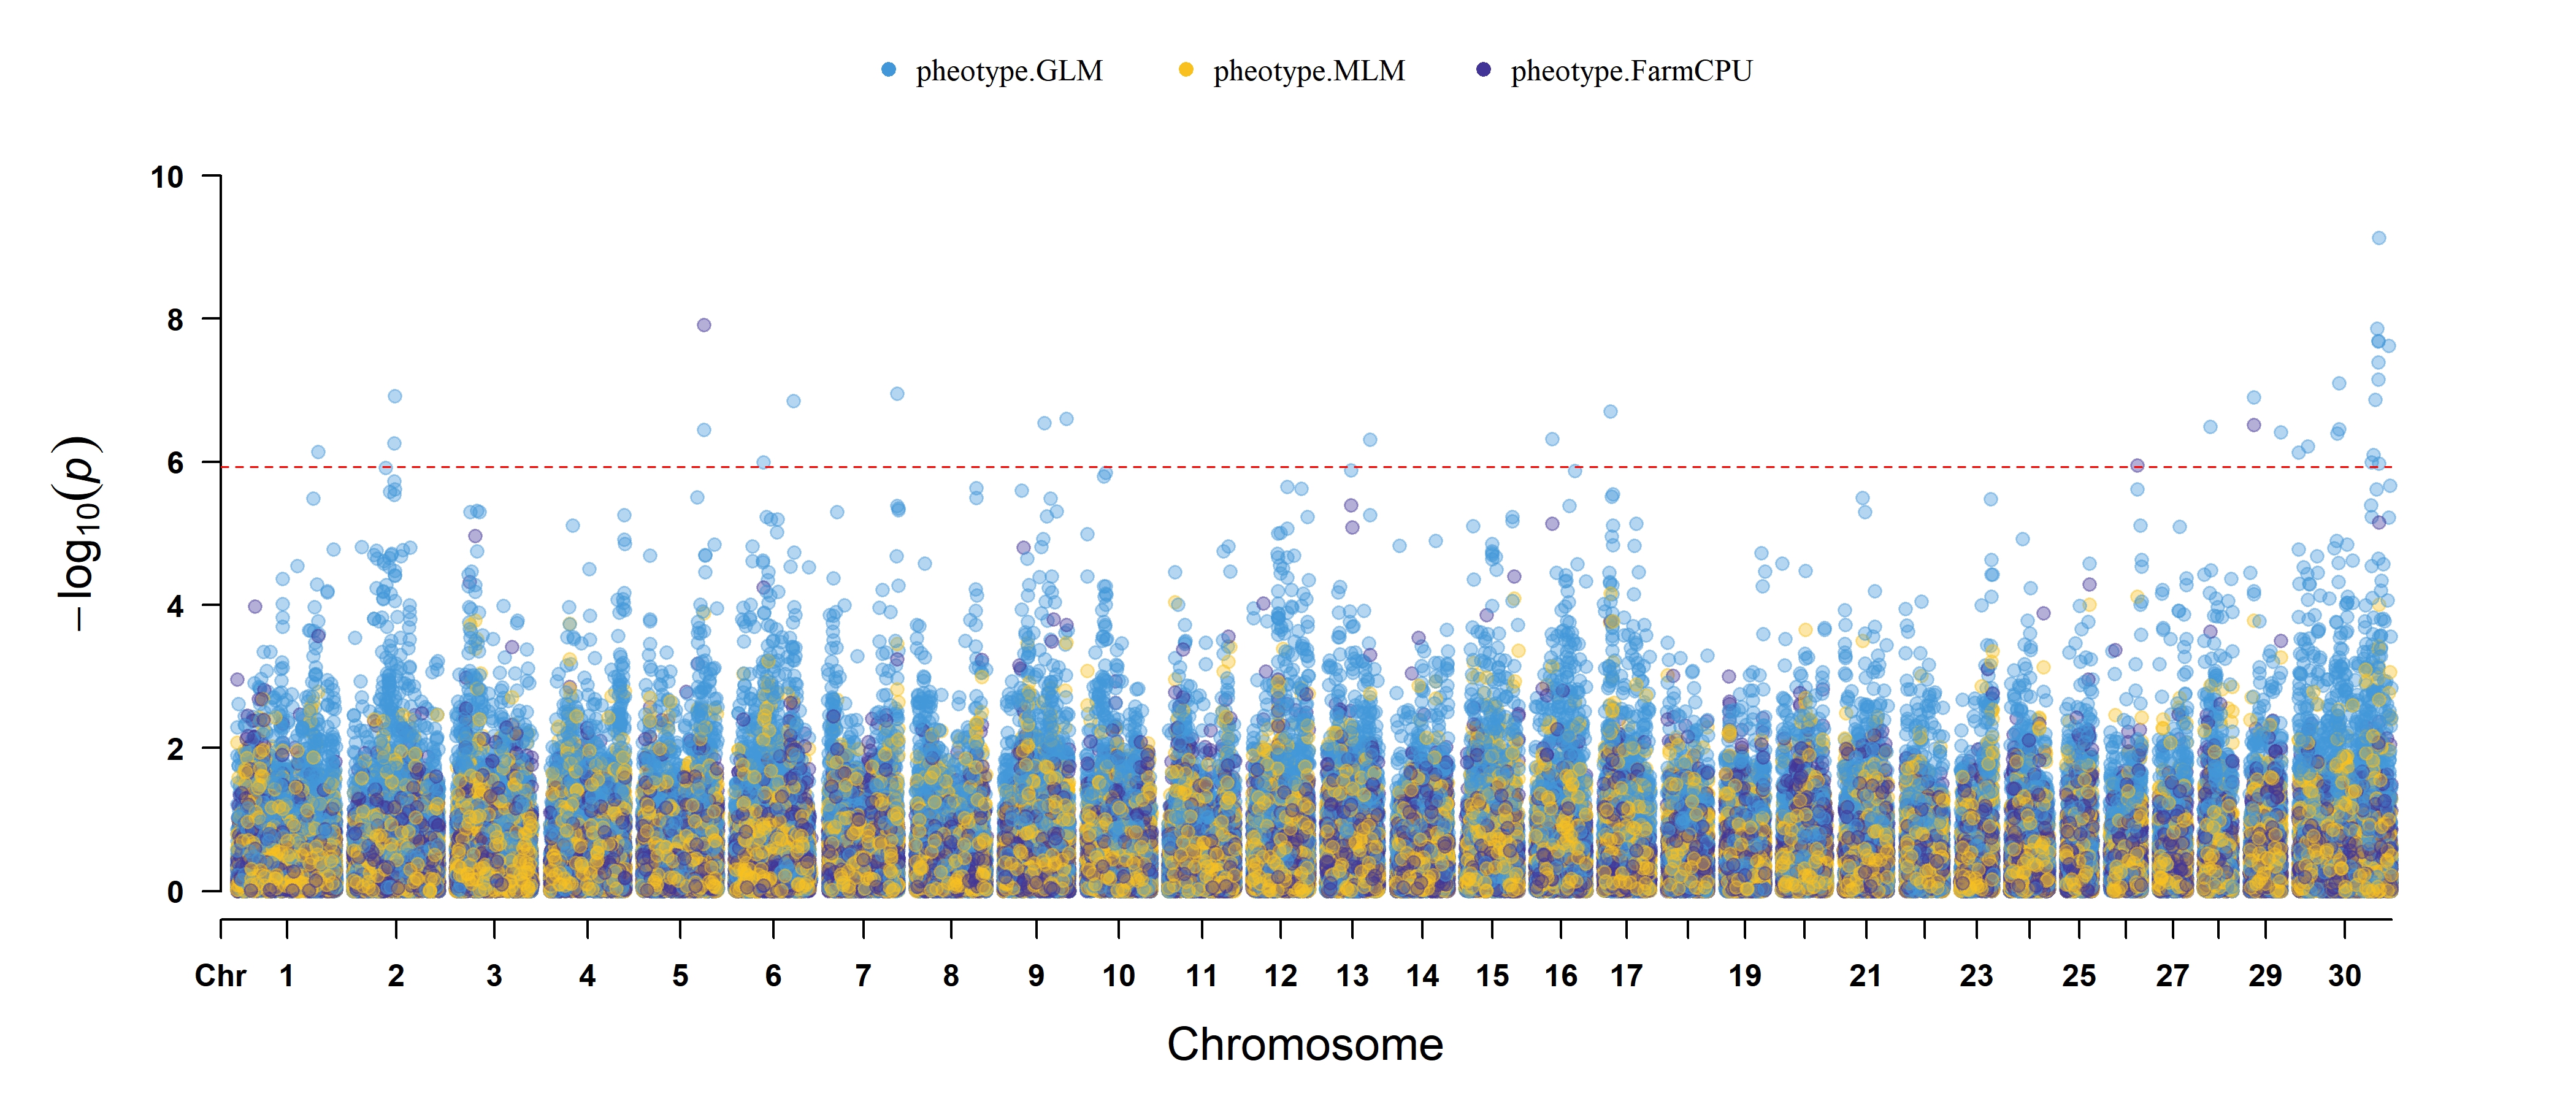 pheotype.GLM pheotype.MLM pheotype.FarmCPU
10
8
6
4
2
0
−log10(p)
Chr 1 2 3 4 5 6 7 8 9 10 11 12 13 14 15 16 17 19 21 23 25 27 29 30
Chromosome